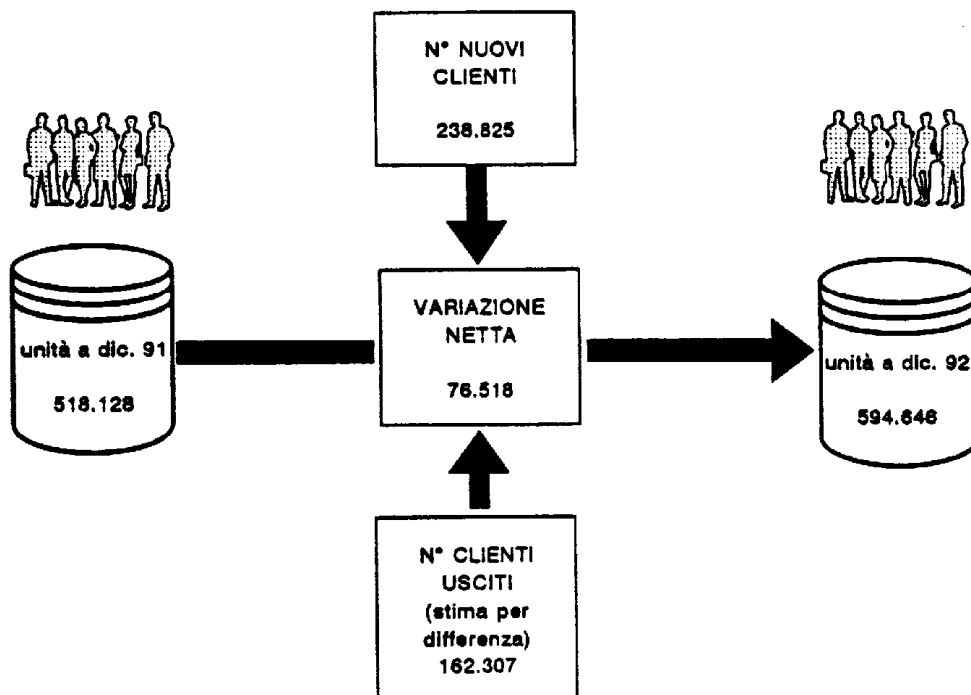 N° NUOVI
CLIENTI
238.825
unità a dic. 91
518.128
VARIAZIONE
NETTA
76.518
unità a dic. 92
594.646
N° CLIENTI
USCITI
(stima per
differenza)
162.307